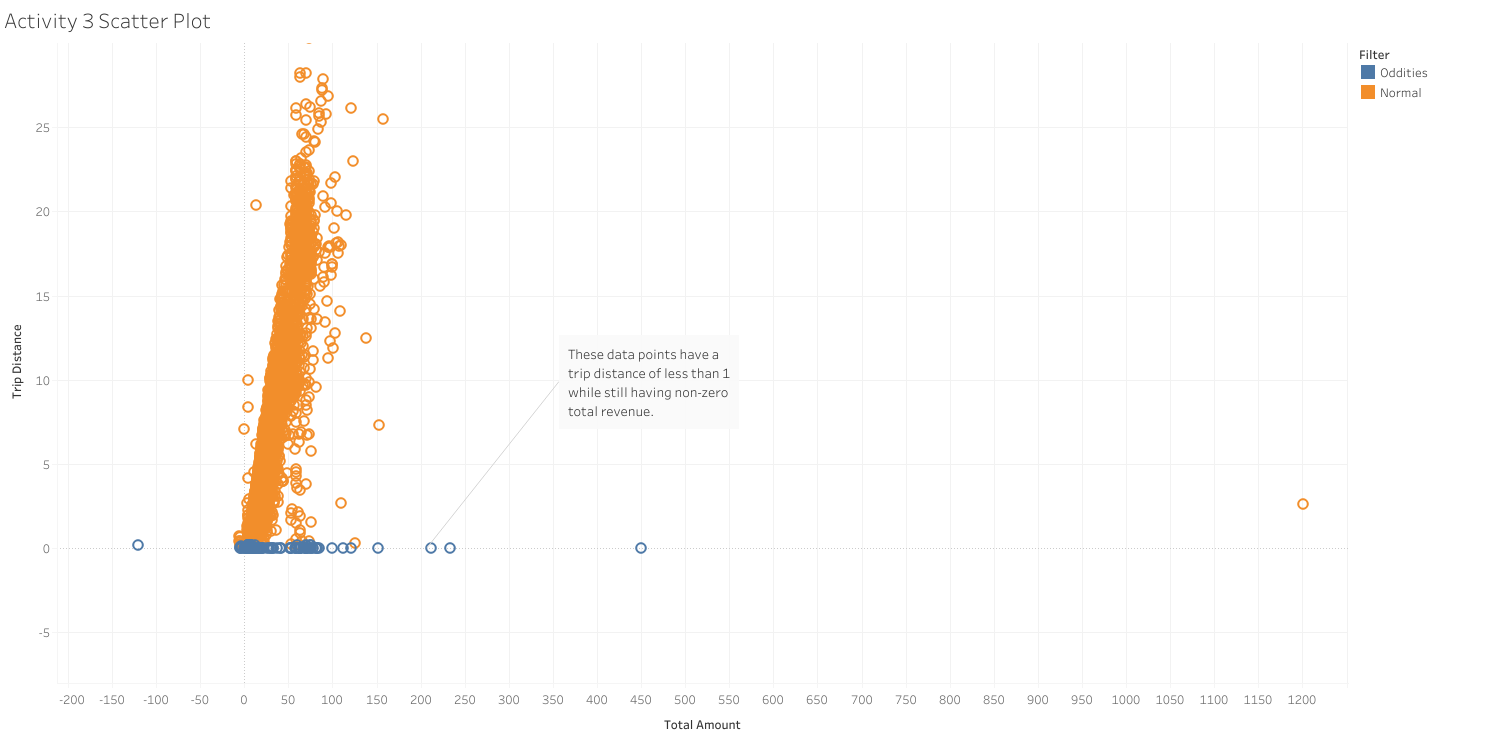 Activity 3 Scatter Plot
Filter
Oddities
Normal
25
20
15
10
5
0
-5
Trip Distance
These data points have a
trip distance of less than 1
while still having non-zero
total revenue.
-200 -150 -100 -50 0 50 100 150 200 250 300 350 400 450 500 550 600 650 700 750 800 850 900 950 1000 1050 1100 1150 1200
Total Amount